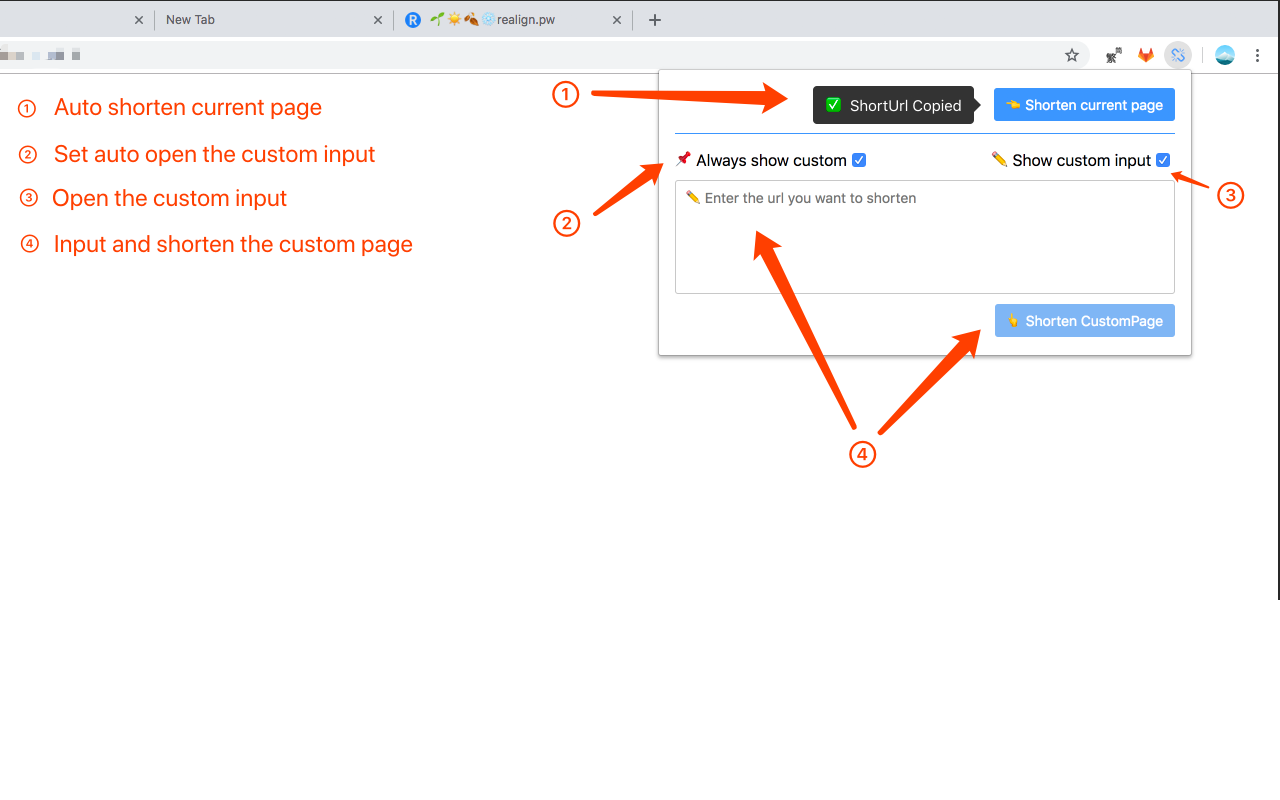 New Tab
R 🌱☀️🍂❄️realign.pw
繁简
① Auto shorten current page
② Set auto open the custom input
③ Open the custom input
④ Input and shorten the custom page
① ✅ ShortUrl Copied 👈 Shorten current page
📌 Always show custom ✏️ Show custom input
② ③
✏️ Enter the url you want to shorten
👆 Shorten CustomPage
④